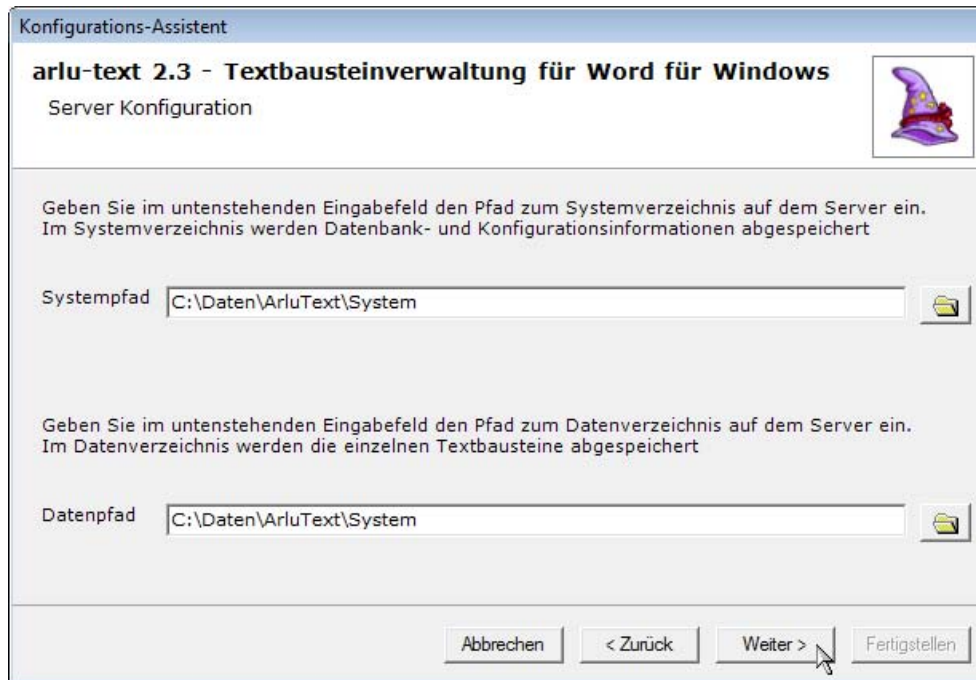 Konfigurations-Assistent
arlu-text 2.3 - Textbausteinverwaltung für Word für Windows
Server Konfiguration
Geben Sie im untenstehenden Eingabefeld den Pfad zum Systemverzeichnis auf dem Server ein.
Im Systemverzeichnis werden Datenbank- und Konfigurationsinformationen abgespeichert
Systempfad C:\Daten\ArluText\System
Geben Sie im untenstehenden Eingabefeld den Pfad zum Datenverzeichnis auf dem Server ein.
Im Datenverzeichnis werden die einzelnen Textbausteine abgespeichert
Datenpfad C:\Daten\ArluText\System
Abbrechen < Zurück Weiter > Fertigstellen